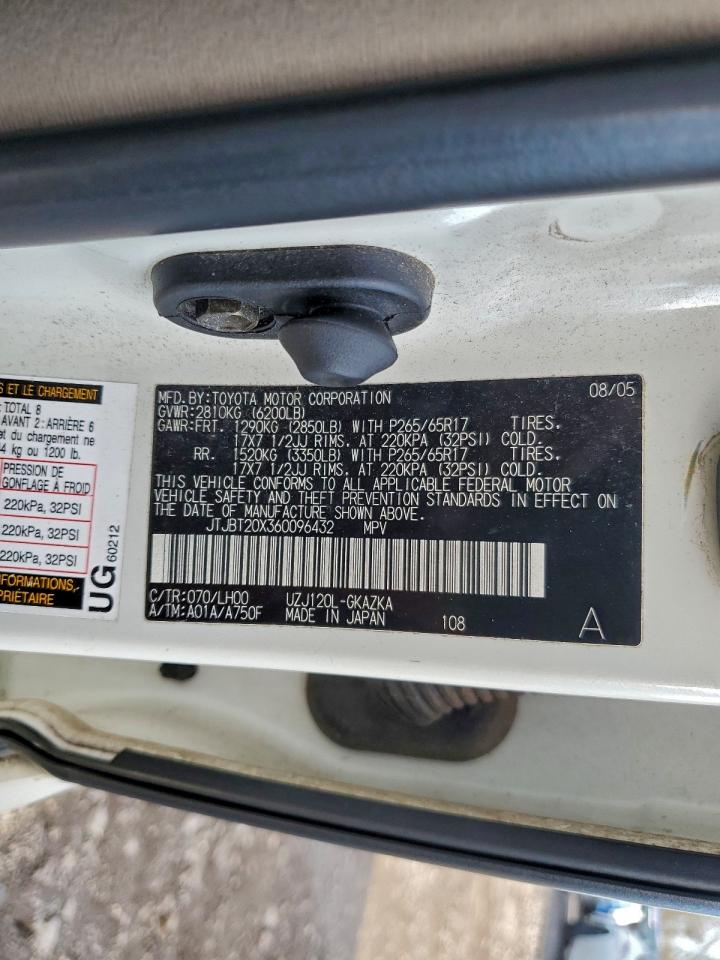 S ET LE CHARGEMENT
TOTAL 8
AVANT 2: ARRIÈRE 6
et du chargement ne
4 kg ou 1200 lb.
PRESSION DE
GONFLAGE À FROID
220kPa, 32PSI
220kPa, 32PSI
220kPa, 32PSI
INFORMATIONS,
PRIÉTAIRE
UG 60212
MFD.BY:TOYOTA MOTOR CORPORATION 08/05
GVWR:2810KG (6200LB)
GAWR:FRT. 1290KG (2850LB) WITH P265/65R17 TIRES.
17X7 1/2JJ RIMS. AT 220KPA (32PSI) COLD.
RR. 1520KG (3350LB) WITH P265/65R17 TIRES.
17X7 1/2JJ RIMS. AT 220KPA (32PSI) COLD.
THIS VEHICLE CONFORMS TO ALL APPLICABLE FEDERAL MOTOR
VEHICLE SAFETY AND THEFT PREVENTION STANDARDS IN EFFECT ON
THE DATE OF MANUFACTURE SHOWN ABOVE.
JTJBT20X360096432 MPV
C/TR:070/LH00 UZJ120L-GKAZKA
A/TM:A01A/A750F MADE IN JAPAN 108 A